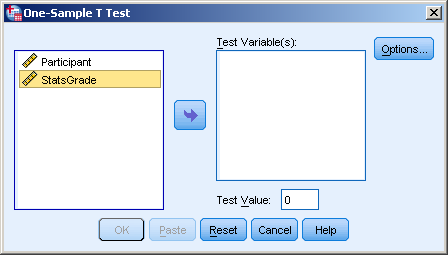 One-Sample T Test
Participant
StatsGrade
Test Variable(s):
Options...
Test Value: 0
OK Paste Reset Cancel Help